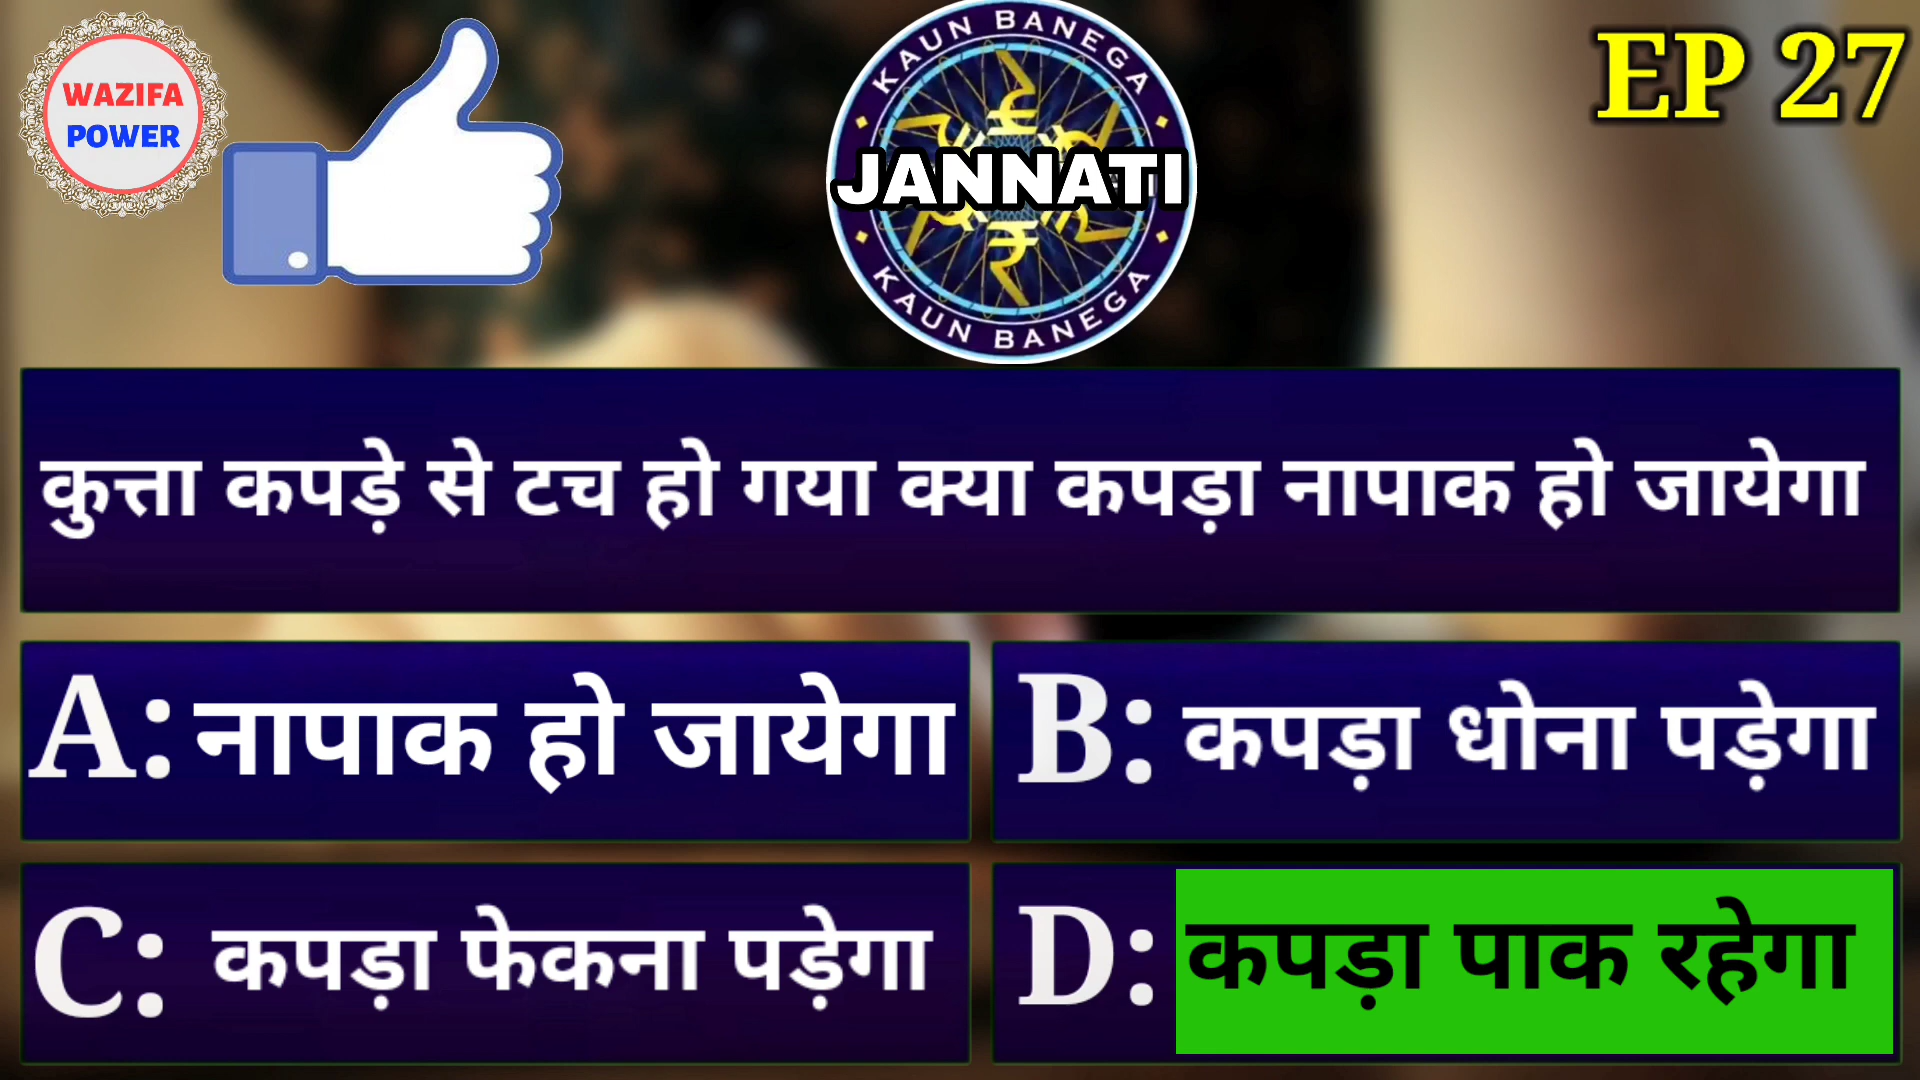 WAZIFA
POWER
KAUN BANEGA
JANNATI
KAUN BANEGA
EP 27
कुत्ता कपड़े से टच हो गया क्या कपड़ा नापाक हो जायेगा
A: नापाक हो जायेगा
B: कपड़ा धोना पड़ेगा
C: कपड़ा फेकना पड़ेगा
D: कपड़ा पाक रहेगा